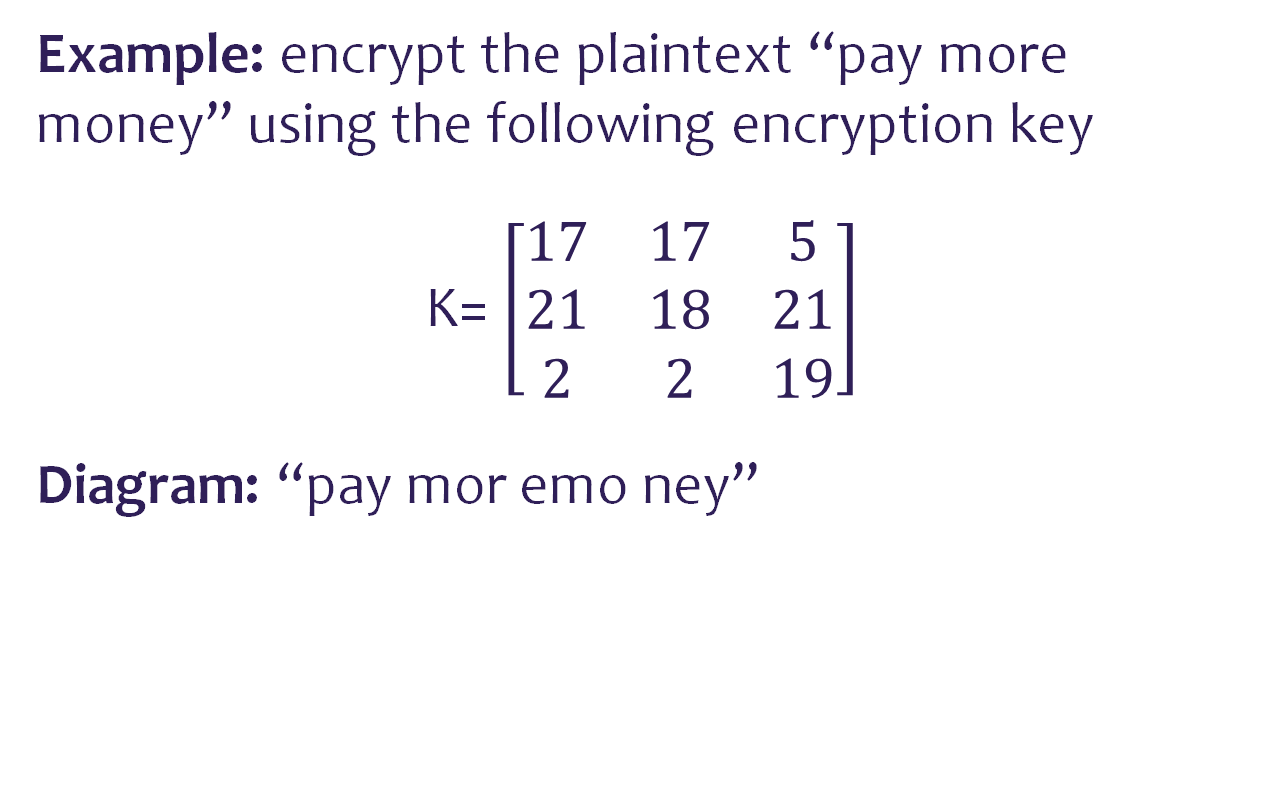 Example: encrypt the plaintext “pay more
money” using the following encryption key
17 17 5
K= 21 18 21
2 2 19
Diagram: “pay mor emo ney”